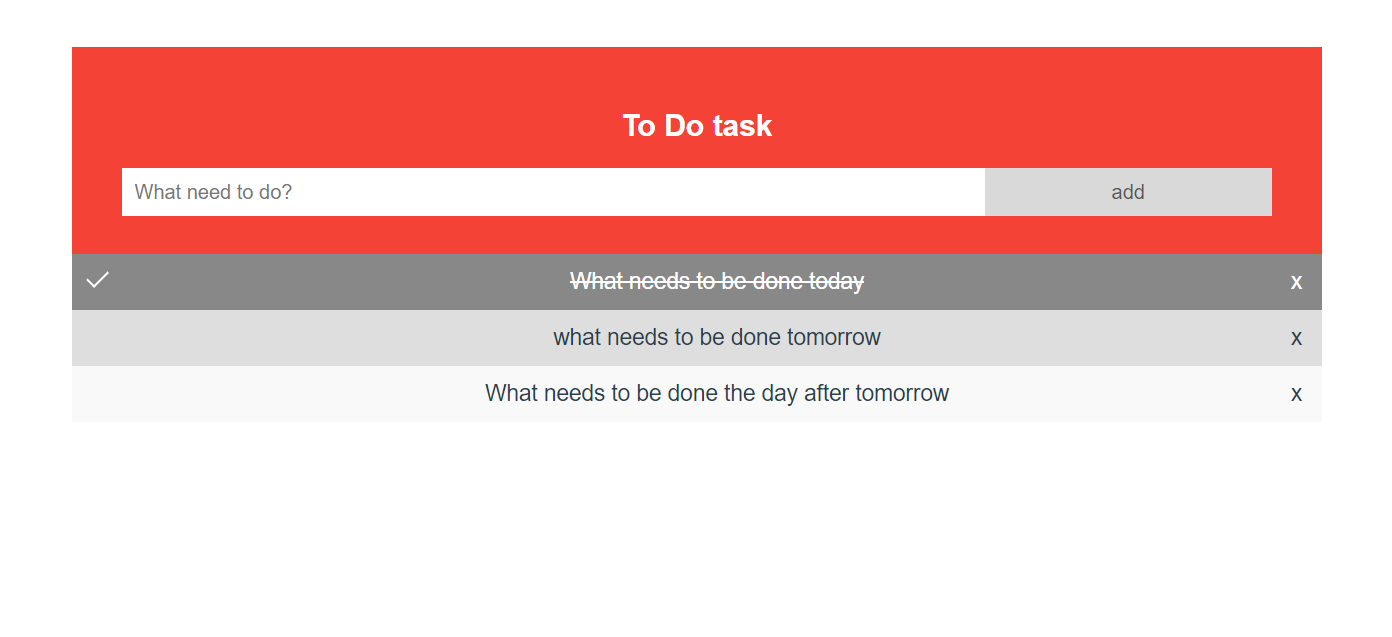 To Do task
What need to do?
add
What needs to be done today
x
what needs to be done tomorrow
x
What needs to be done the day after tomorrow
x